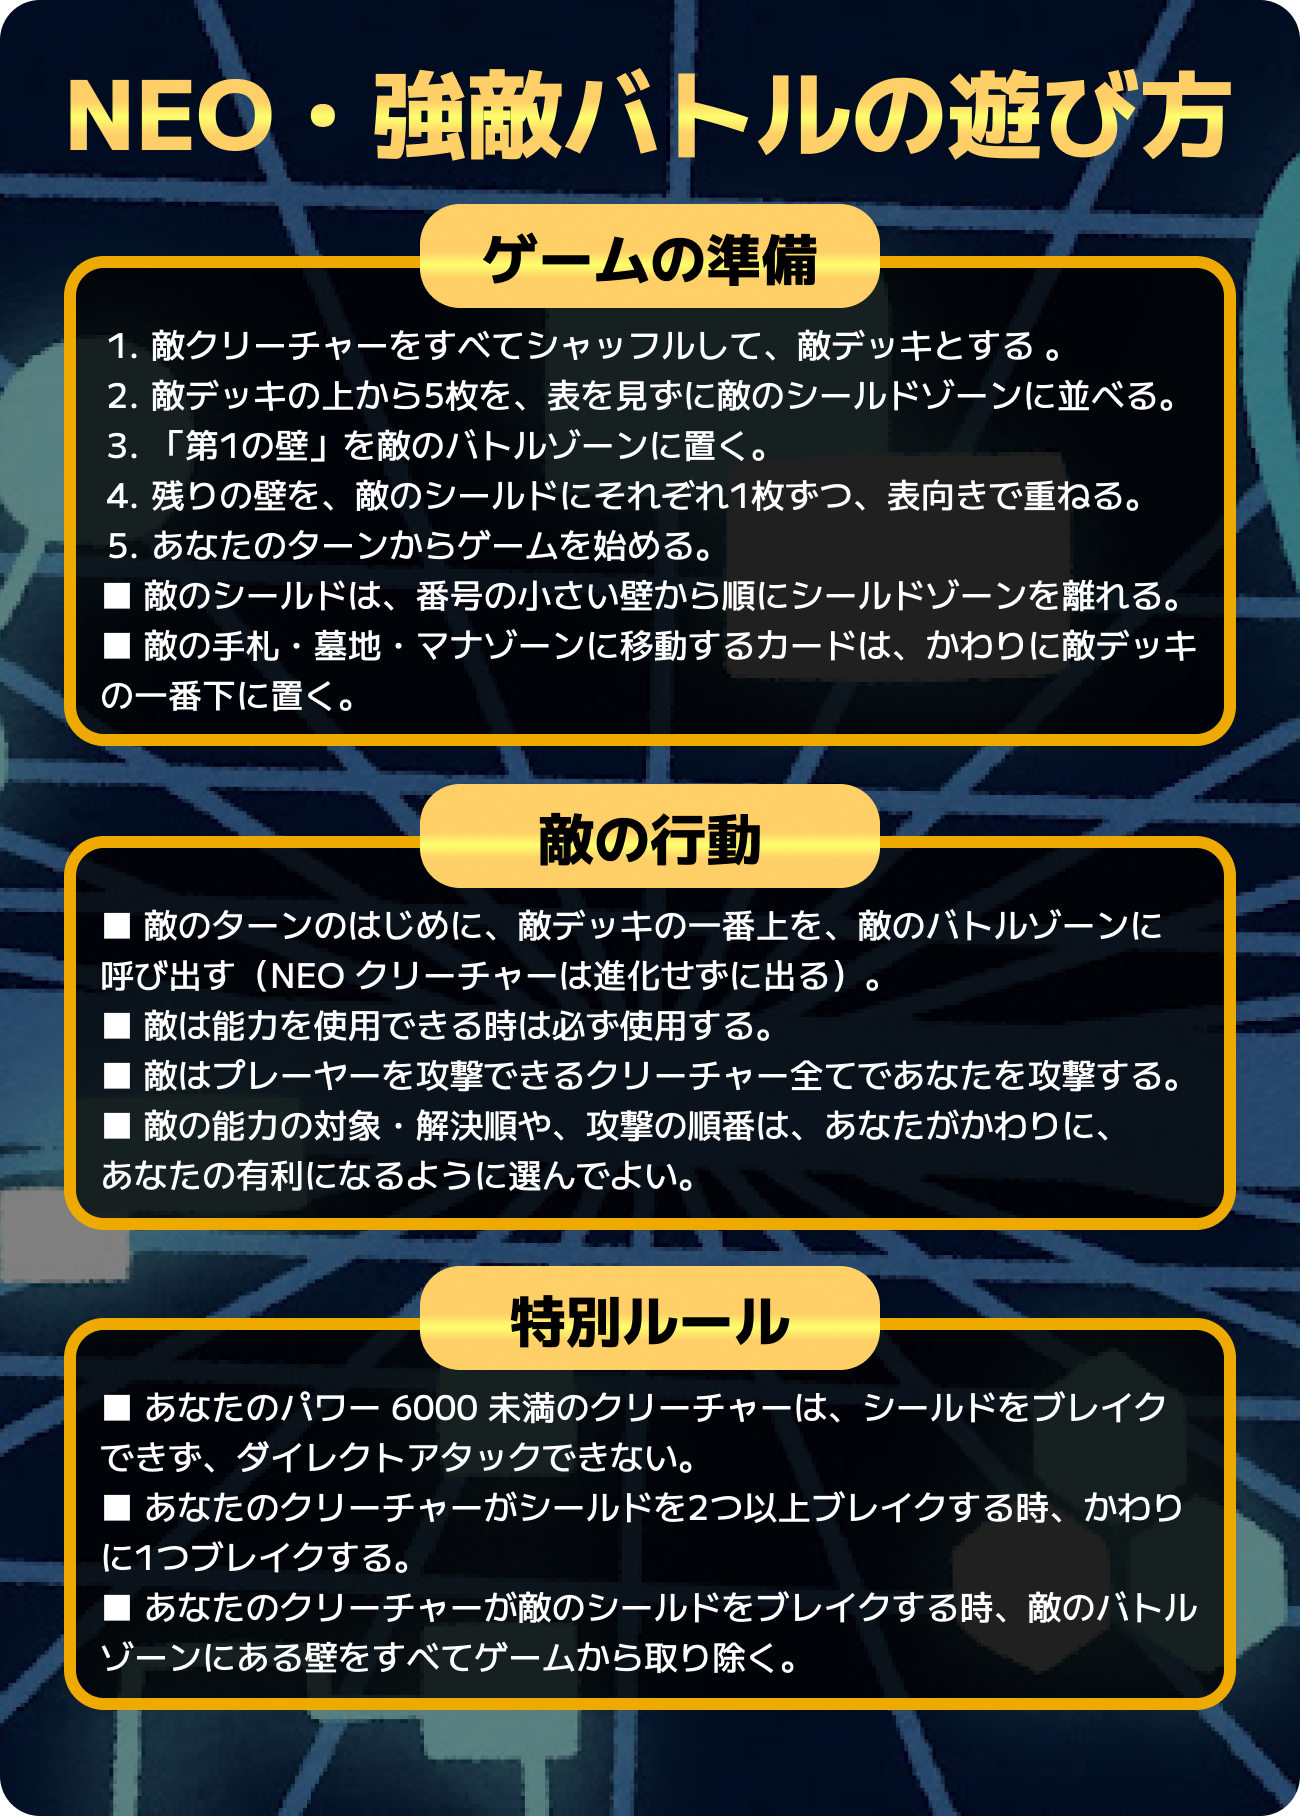 NEO・強敵バトルの遊び方
ゲームの準備
1. 敵クリーチャーをすべてシャッフルして、敵デッキとする 。
2. 敵デッキの上から5枚を、表を見ずに敵のシールドゾーンに並べる。
3. 「第1の壁」を敵のバトルゾーンに置く。
4. 残りの壁を、敵のシールドにそれぞれ1枚ずつ、表向きで重ねる。
5. あなたのターンからゲームを始める。
■ 敵のシールドは、番号の小さい壁から順にシールドゾーンを離れる。
■ 敵の手札・墓地・マナゾーンに移動するカードは、かわりに敵デッキ
の一番下に置く。
敵の行動
■ 敵のターンのはじめに、敵デッキの一番上を、敵のバトルゾーンに
呼び出す（NEO クリーチャーは進化せずに出る）。
■ 敵は能力を使用できる時は必ず使用する。
■ 敵はプレーヤーを攻撃できるクリーチャー全てであなたを攻撃する。
■ 敵の能力の対象・解決順や、攻撃の順番は、あなたがかわりに、
あなたの有利になるように選んでよい。
特別ルール
■ あなたのパワー 6000 未満のクリーチャーは、シールドをブレイク
できず、ダイレクトアタックできない。
■ あなたのクリーチャーがシールドを2つ以上ブレイクする時、かわり
に1つブレイクする。
■ あなたのクリーチャーが敵のシールドをブレイクする時、敵のバトル
ゾーンにある壁をすべてゲームから取り除く。